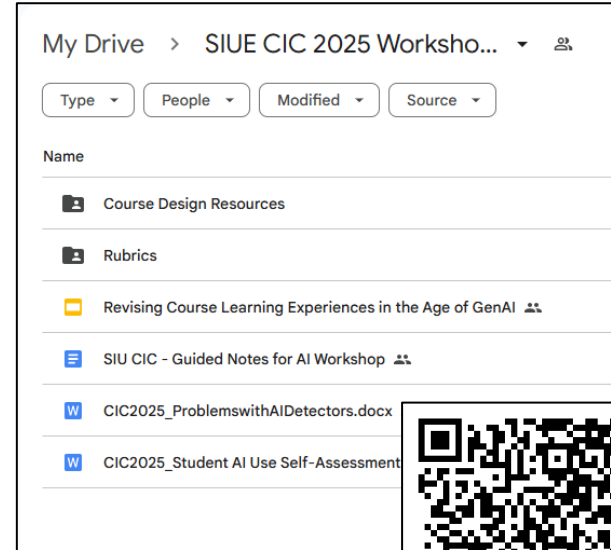 My Drive > SIUE CIC 2025 Worksho...
Type People Modified Source
Name
Course Design Resources
Rubrics
Revising Course Learning Experiences in the Age of GenAI
SIU CIC - Guided Notes for AI Workshop
W CIC2025_ProblemswithAIDetectors.docx
W CIC2025_Student AI Use Self-Assessment